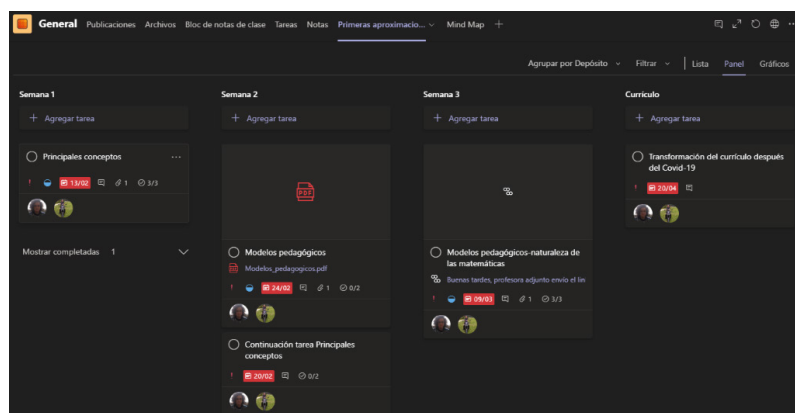 General Publicaciones Archivos Bloc de notas de clase Tareas Notas Primeras aproximacio... Mind Map
Agrupar por Depósito Filtrar Lista Panel Gráficos
Semana 1
Agregar tarea
Principales conceptos
13/02 1 3/3
Mostrar completadas 1
Semana 2
Agregar tarea
PDF
Modelos pedagógicos
Modelos_pedagogicos.pdf
24/02 1 0/2
Continuación tarea Principales
conceptos
20/02 0/2
Semana 3
Agregar tarea
Modelos pedagógicos-naturaleza de
las matemáticas
Buenas tardes, profesora adjunto envío el lin
09/03 1 3/3
Currículo
Agregar tarea
Transformación del currículo después
del Covid-19
20/04